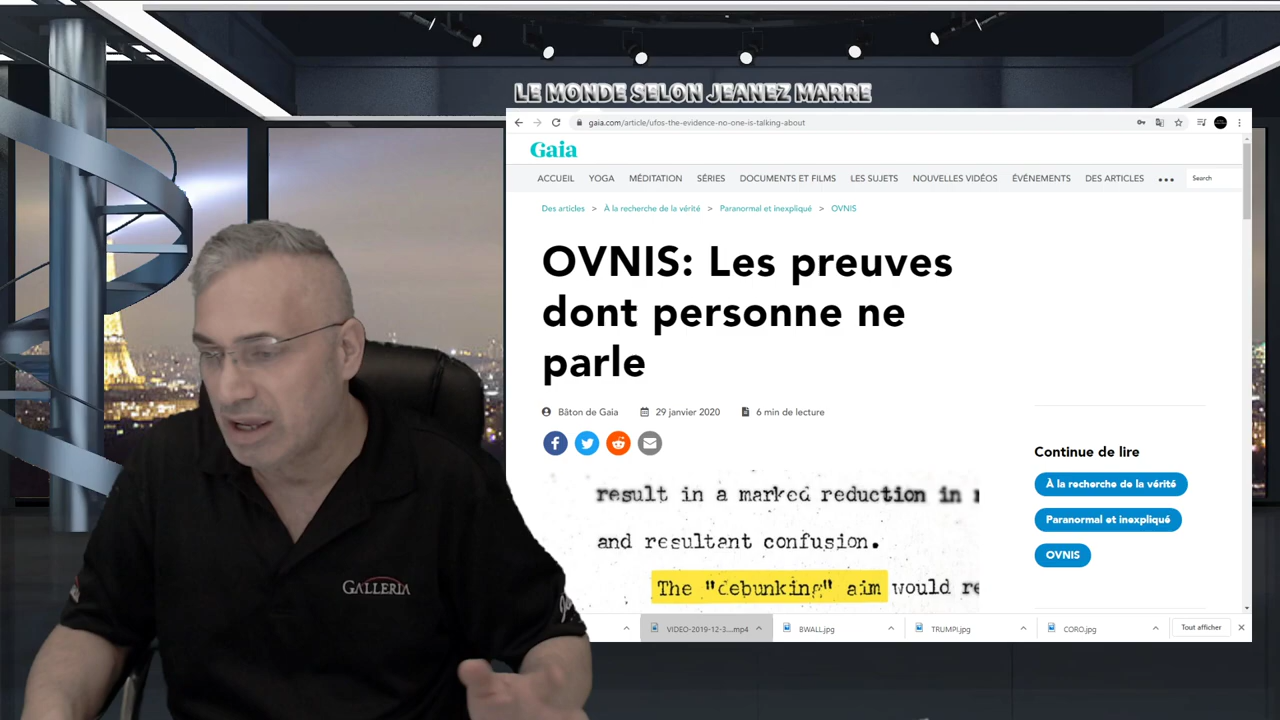 LE MONDE SELON JEANEZ MARRE
gaia.com/article/ufos-the-evidence-no-one-is-talking-about
Gaia
ACCUEIL YOGA MÉDITATION SÉRIES DOCUMENTS ET FILMS LES SUJETS NOUVELLES VIDÉOS ÉVÉNEMENTS DES ARTICLES ••• Search
Des articles > À la recherche de la vérité > Paranormal et inexpliqué > OVNIS
OVNIS: Les preuves
dont personne ne
parle
Bâton de Gaia 29 janvier 2020 6 min de lecture
Continue de lire
À la recherche de la vérité
Paranormal et inexpliqué
OVNIS
result in a marked reduction in
and resultant confusion.
The "debunking" aim would
GALLERIA
VIDEO-2019-12-3....mp4 BWALL.jpg TRUMP!.jpg CORO.jpg Tout afficher